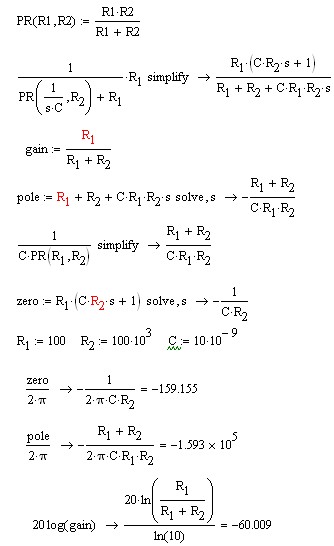 PR(R1,R2) := R1·R2 / (R1 + R2)
1 / (PR(1/(s·C), R₂) + R₁) · R₁ simplify → R₁·(C·R₂·s + 1) / (R₁ + R₂ + C·R₁·R₂·s)
gain := R₁ / (R₁ + R₂)
pole := R₁ + R₂ + C·R₁·R₂·s solve,s → −(R₁ + R₂) / (C·R₁·R₂)
1 / (C·PR(R₁,R₂)) simplify → (R₁ + R₂) / (C·R₁·R₂)
zero := R₁·(C·R₂·s + 1) solve,s → −1 / (C·R₂)
R₁ := 100 R₂ := 100·10³ C := 10·10⁻⁹
zero / (2·π) → −1 / (2·π·C·R₂) = −159.155
pole / (2·π) → −(R₁ + R₂) / (2·π·C·R₁·R₂) = −1.593 × 10⁵
20log(gain) → 20·ln(R₁ / (R₁ + R₂)) / ln(10) = −60.009